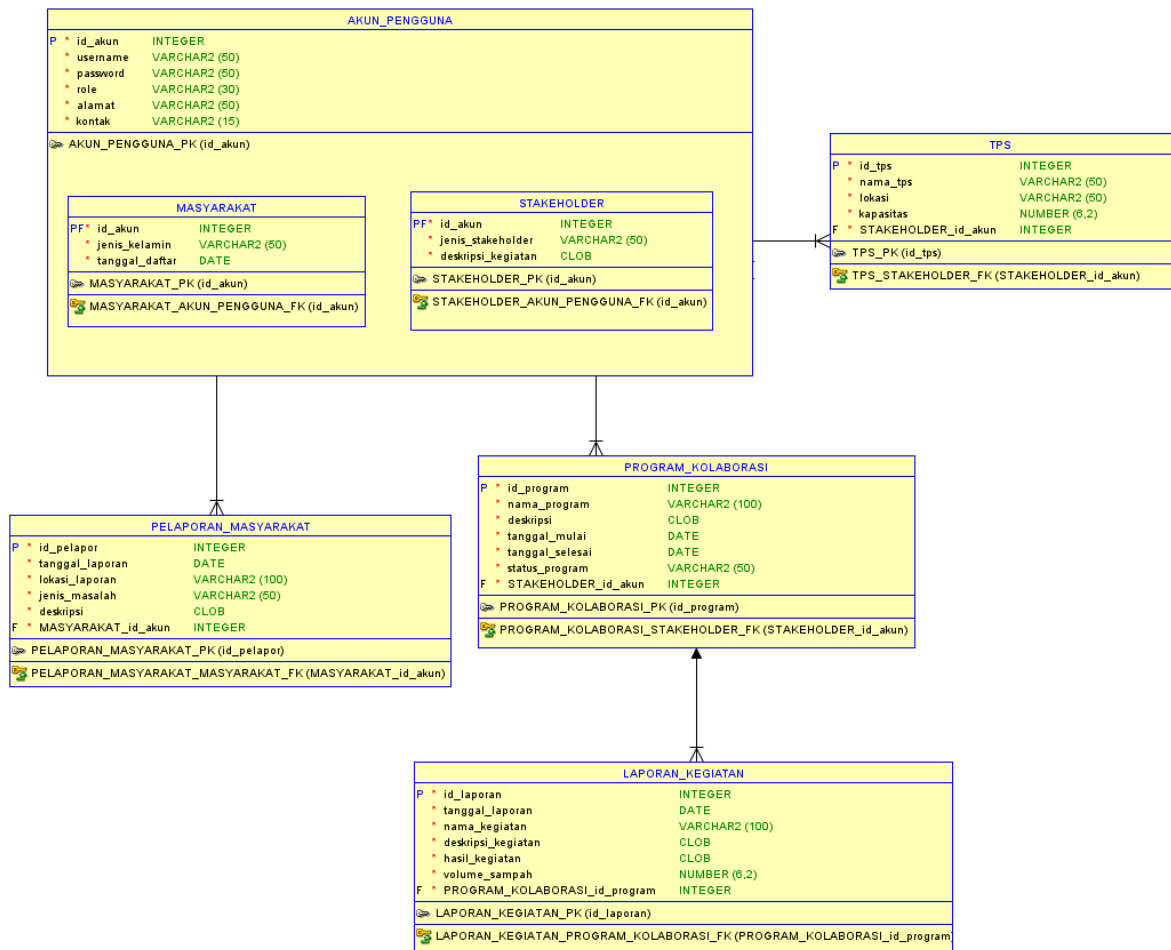 AKUN_PENGGUNA
P * id_akun INTEGER
* username VARCHAR2 (50)
* password VARCHAR2 (50)
* role VARCHAR2 (30)
* alamat VARCHAR2 (50)
* kontak VARCHAR2 (15)
AKUN_PENGGUNA_PK (id_akun)
MASYARAKAT
PF* id_akun INTEGER
* jenis_kelamin VARCHAR2 (50)
* tanggal_daftar DATE
MASYARAKAT_PK (id_akun)
MASYARAKAT_AKUN_PENGGUNA_FK (id_akun)
STAKEHOLDER
PF* id_akun INTEGER
* jenis_stakeholder VARCHAR2 (50)
* deskripsi_kegiatan CLOB
STAKEHOLDER_PK (id_akun)
STAKEHOLDER_AKUN_PENGGUNA_FK (id_akun)
TPS
P * id_tps INTEGER
* nama_tps VARCHAR2 (50)
* lokasi VARCHAR2 (50)
* kapasitas NUMBER (6,2)
F * STAKEHOLDER_id_akun INTEGER
TPS_PK (id_tps)
TPS_STAKEHOLDER_FK (STAKEHOLDER_id_akun)
PROGRAM_KOLABORASI
P * id_program INTEGER
* nama_program VARCHAR2 (100)
* deskripsi CLOB
* tanggal_mulai DATE
* tanggal_selesai DATE
* status_program VARCHAR2 (50)
F * STAKEHOLDER_id_akun INTEGER
PROGRAM_KOLABORASI_PK (id_program)
PROGRAM_KOLABORASI_STAKEHOLDER_FK (STAKEHOLDER_id_akun)
PELAPORAN_MASYARAKAT
P * id_pelapor INTEGER
* tanggal_laporan DATE
* lokasi_laporan VARCHAR2 (100)
* jenis_masalah VARCHAR2 (50)
* deskripsi CLOB
F * MASYARAKAT_id_akun INTEGER
PELAPORAN_MASYARAKAT_PK (id_pelapor)
PELAPORAN_MASYARAKAT_MASYARAKAT_FK (MASYARAKAT_id_akun)
LAPORAN_KEGIATAN
P * id_laporan INTEGER
* tanggal_laporan DATE
* nama_kegiatan VARCHAR2 (100)
* deskripsi_kegiatan CLOB
* hasil_kegiatan CLOB
* volume_sampah NUMBER (6,2)
F * PROGRAM_KOLABORASI_id_program INTEGER
LAPORAN_KEGIATAN_PK (id_laporan)
LAPORAN_KEGIATAN_PROGRAM_KOLABORASI_FK (PROGRAM_KOLABORASI_id_program)